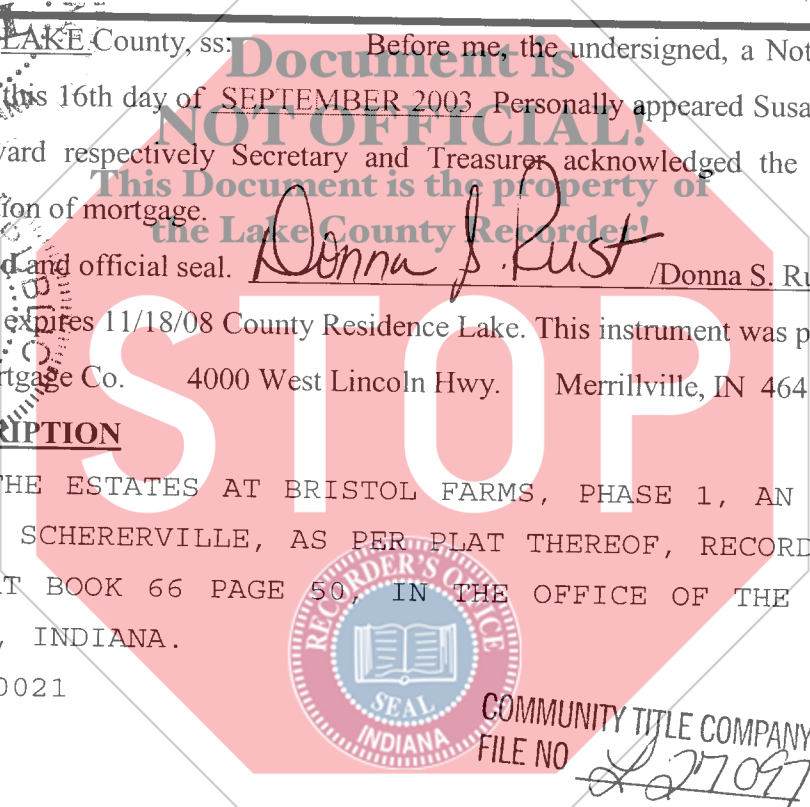 LAKE County, ss: Before me, the undersigned, a Not
this 16th day of SEPTEMBER 2003 Personally appeared Susa
vard respectively Secretary and Treasurer acknowledged the
tion of mortgage.
d and official seal. Donna S. Rust /Donna S. Ru
expires 11/18/08 County Residence Lake. This instrument was p
rtgage Co. 4000 West Lincoln Hwy. Merrillville, IN 464
RIPTION
THE ESTATES AT BRISTOL FARMS, PHASE 1, AN
SCHERERVILLE, AS PER PLAT THEREOF, RECORD
AT BOOK 66 PAGE 50, IN THE OFFICE OF THE
, INDIANA.
0021
COMMUNITY TITLE COMPANY
FILE NO L27097
Document is
NOT OFFICIAL!
This Document is the property of
the Lake County Recorder!
STOP
RECORDER'S OFFICE
SEAL
INDIANA